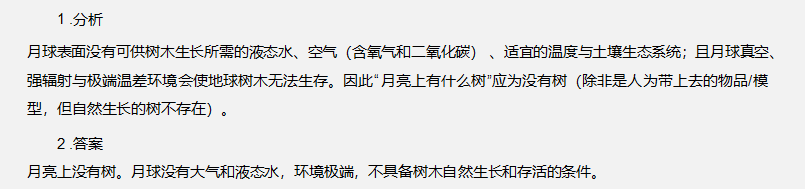 1 .分析
月球表面没有可供树木生长所需的液态水、空气（含氧气和二氧化碳） 、适宜的温度与土壤生态系统；且月球真空、
强辐射与极端温差环境会使地球树木无法生存。因此“月亮上有什么树”应为没有树（除非是人为带上去的物品/模
型，但自然生长的树不存在）。
2 .答案
月亮上没有树。月球没有大气和液态水，环境极端，不具备树木自然生长和存活的条件。